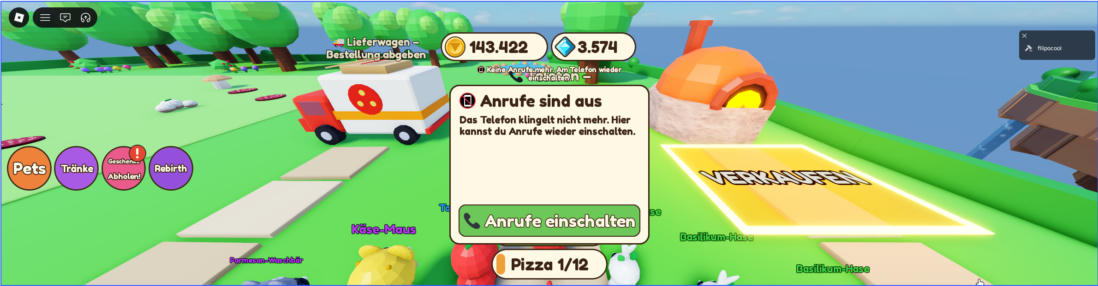 🚚 Lieferwagen –
Bestellung abgeben
143.422
3.574
Keine Anrufe mehr. Am Telefon wieder
einschalten!
Telefon –
filipocool
Anrufe sind aus
Das Telefon klingelt nicht mehr. Hier
kannst du Anrufe wieder einschalten.
Pets
Tränke
Abholen!
!
Rebirth
VERKAUFEN
Anrufe einschalten
Käse-Maus
Basilikum-Hase
Parmesan-Waschbär
Pizza 1/12
Basilikum-Hase